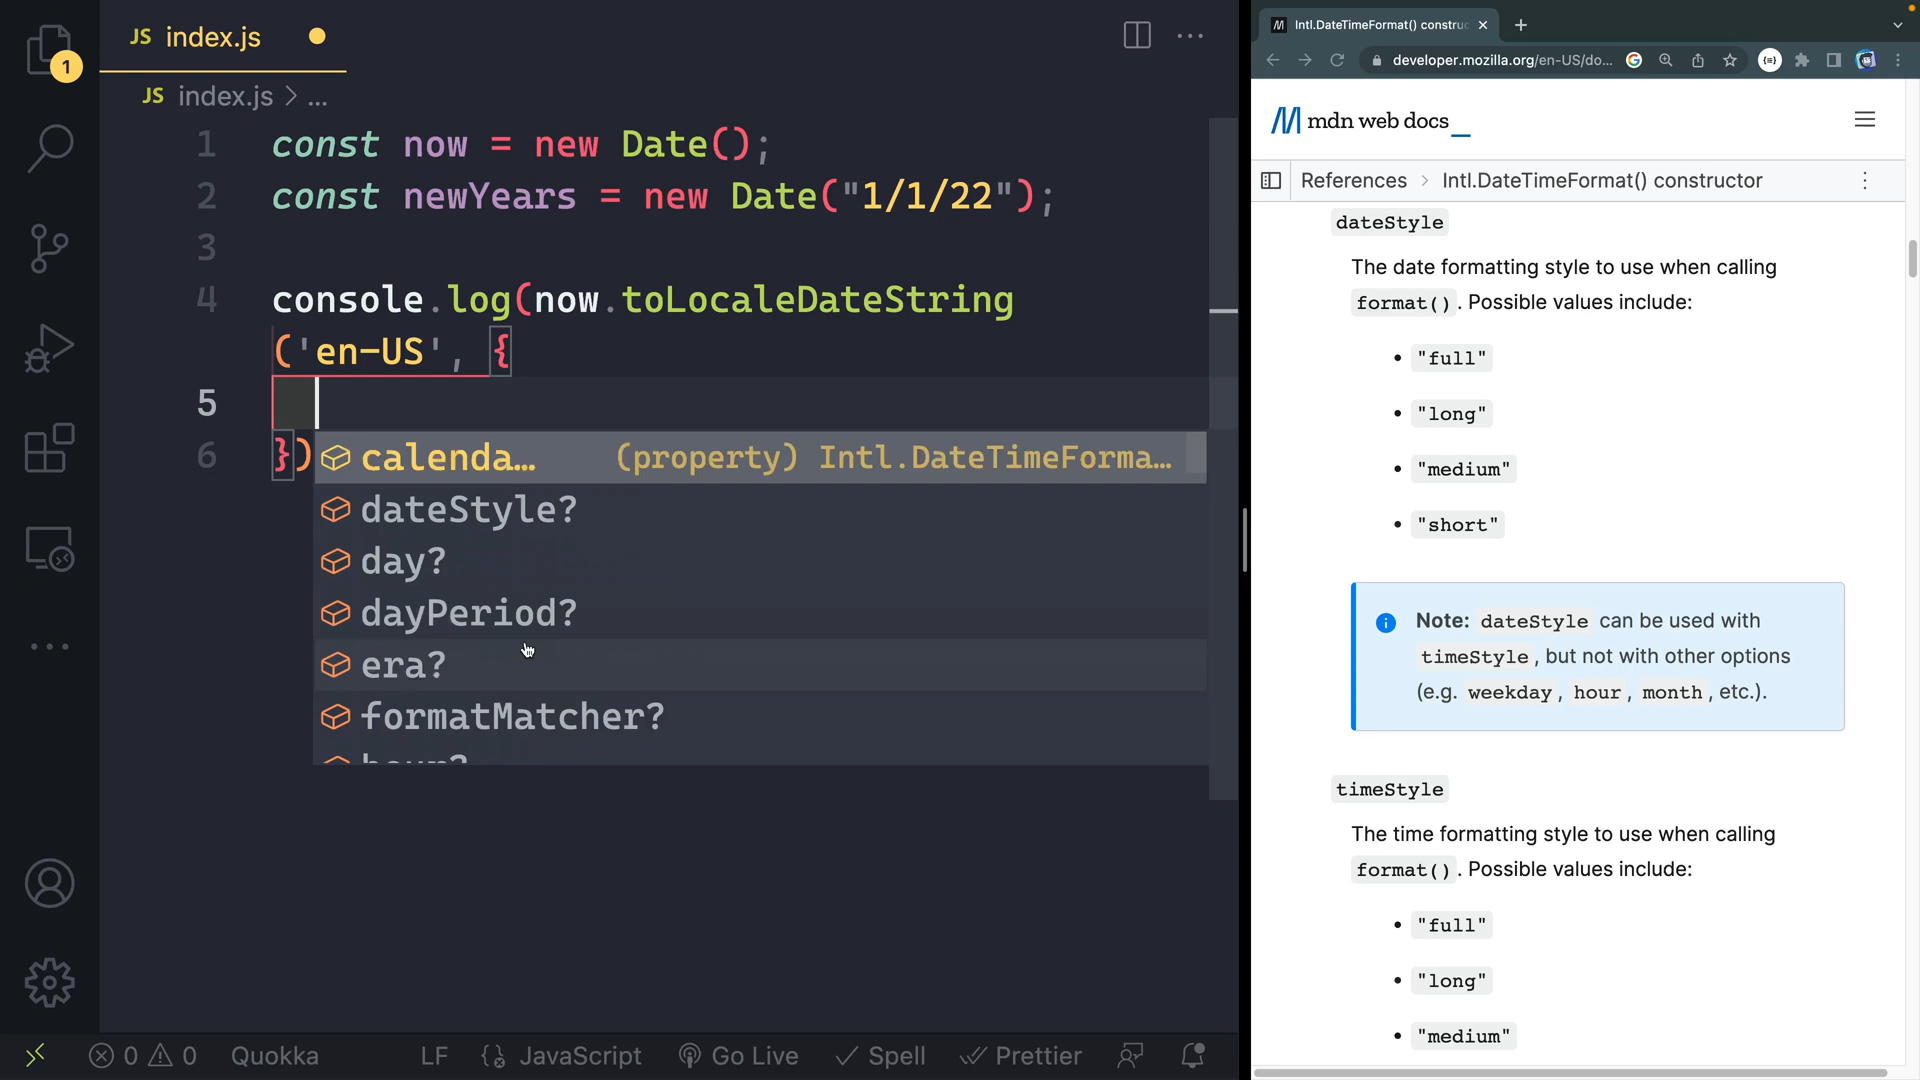 JS index.js
1
JS index.js > ...
1 const now = new Date();
2 const newYears = new Date("1/1/22");
3
4 console.log(now.toLocaleDateString
('en-US', {
5
6 })
calenda… (property) Intl.DateTimeForma…
dateStyle?
day?
dayPeriod?
era?
formatMatcher?
hour?
0 0 Quokka LF JavaScript Go Live Spell Prettier
Intl.DateTimeFormat() construc
developer.mozilla.org/en-US/do...
mdn web docs_
References > Intl.DateTimeFormat() constructor
dateStyle
The date formatting style to use when calling
format(). Possible values include:
• "full"
• "long"
• "medium"
• "short"
Note: dateStyle can be used with
timeStyle, but not with other options
(e.g. weekday, hour, month, etc.).
timeStyle
The time formatting style to use when calling
format(). Possible values include:
• "full"
• "long"
• "medium"